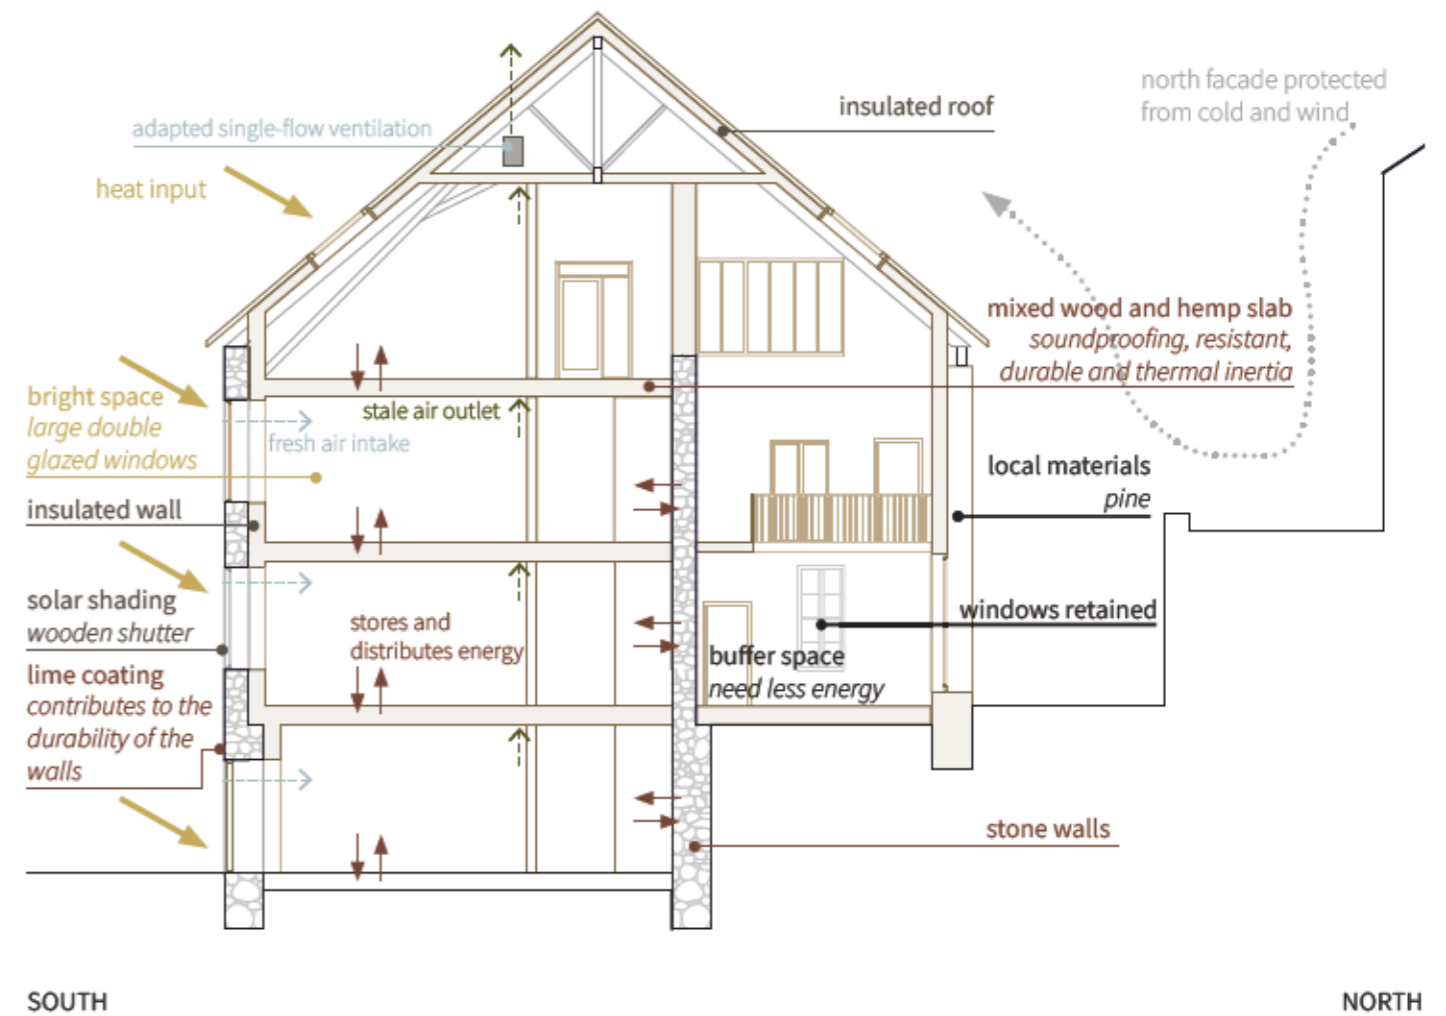 north facade protected
from cold and wind
insulated roof
adapted single-flow ventilation
heat input
mixed wood and hemp slab
soundproofing, resistant,
durable and thermal inertia
bright space
large double
glazed windows
stale air outlet
fresh air intake
local materials
pine
insulated wall
solar shading
wooden shutter
windows retained
stores and
distributes energy
buffer space
need less energy
lime coating
contributes to the
durability of the
walls
stone walls
SOUTH
NORTH